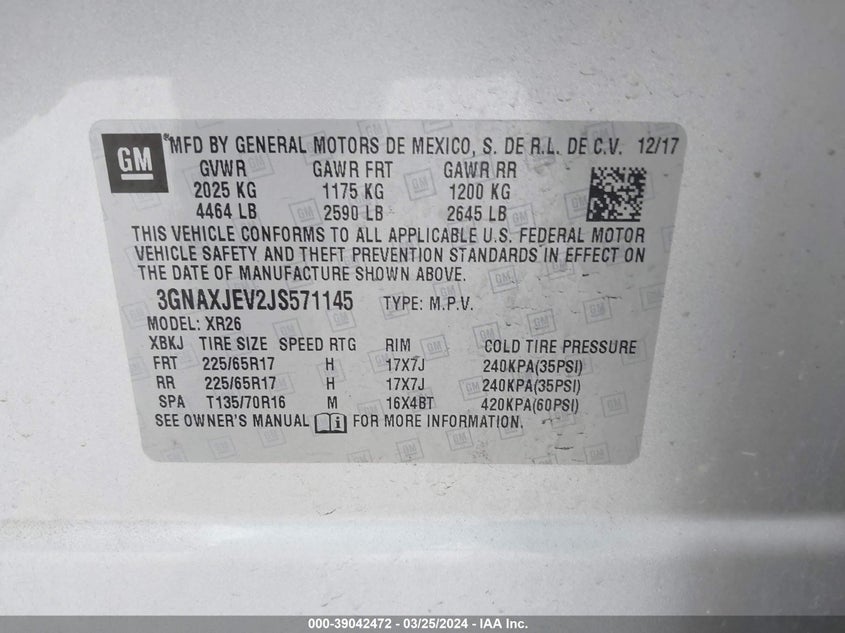 GM ®MFD BY GENERAL MOTORS DE MEXICO, S. DE R.L. DE C.V. 12/17
GVWR GAWR FRT GAWR RR
2025 KG 1175 KG 1200 KG
4464 LB 2590 LB 2645 LB
THIS VEHICLE CONFORMS TO ALL APPLICABLE U.S. FEDERAL MOTOR
VEHICLE SAFETY AND THEFT PREVENTION STANDARDS IN EFFECT ON
THE DATE OF MANUFACTURE SHOWN ABOVE.
3GNAXJEV2JS571145 TYPE: M.P.V.
MODEL: XR26
XBKJ TIRE SIZE SPEED RTG RIM COLD TIRE PRESSURE
FRT 225/65R17 H 17X7J 240KPA(35PSI)
RR 225/65R17 H 17X7J 240KPA(35PSI)
SPA T135/70R16 M 16X4BT 420KPA(60PSI)
SEE OWNER'S MANUAL FOR MORE INFORMATION.
000-39042472 - 03/25/2024 - IAA Inc.